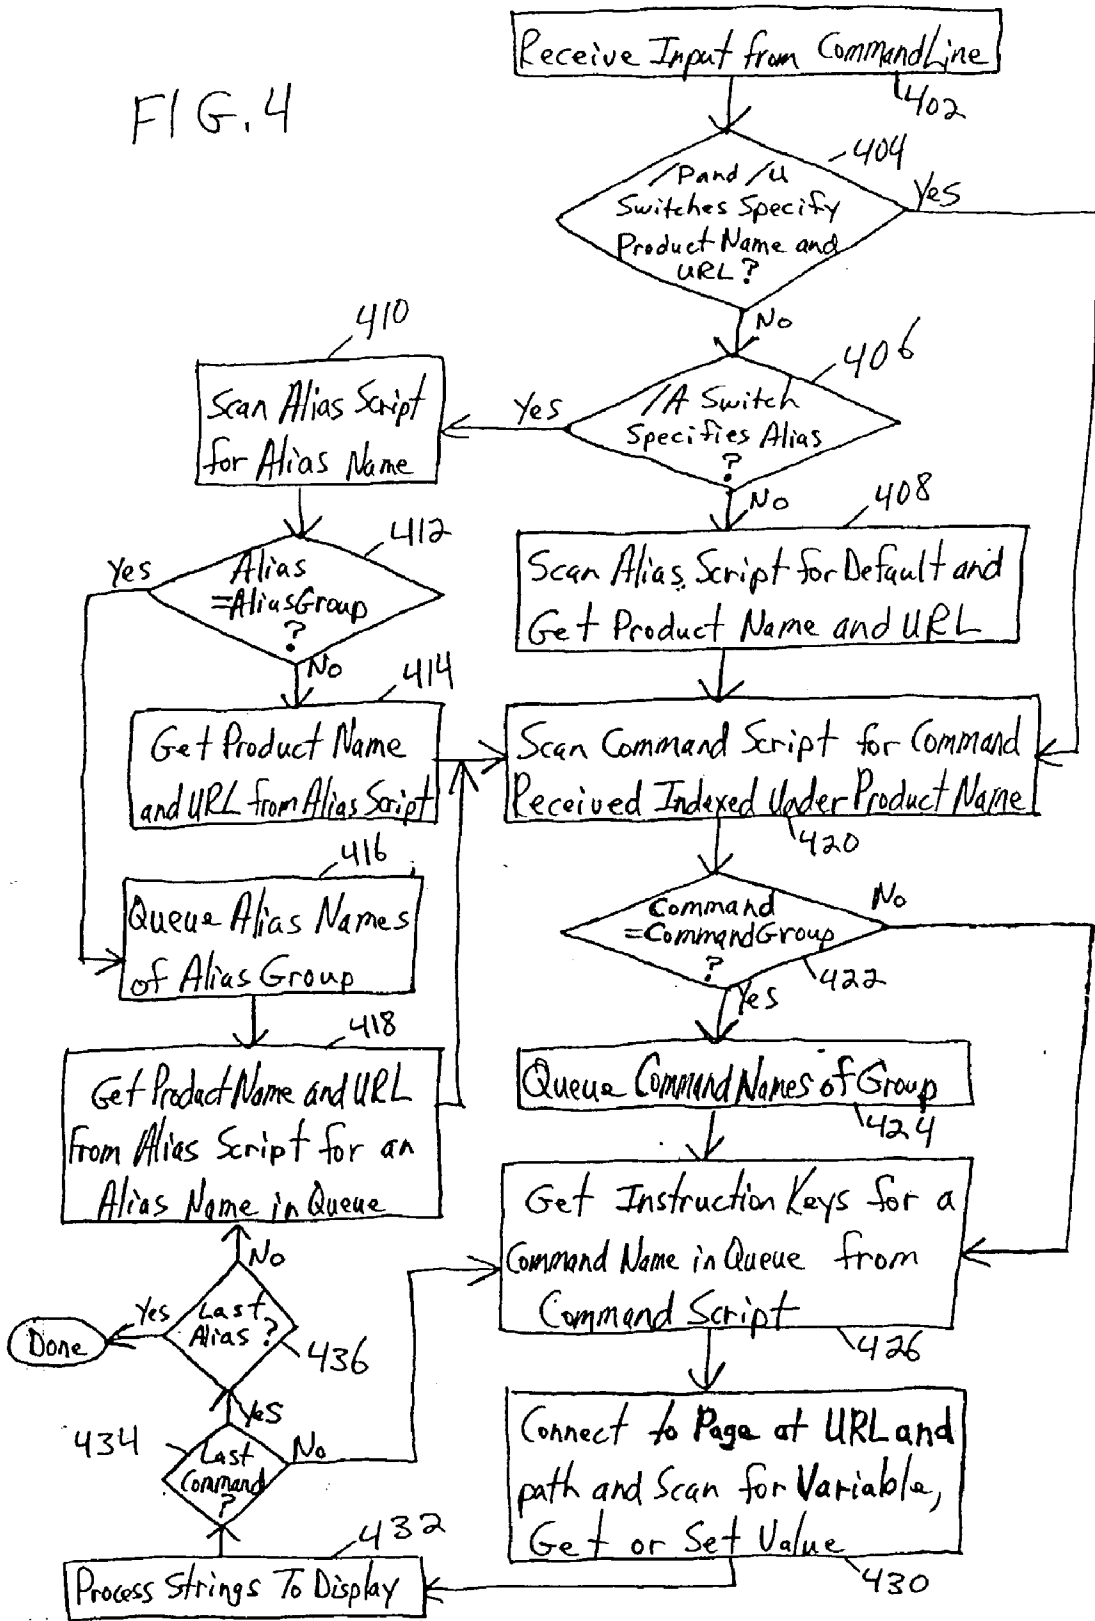 FIG.4
Receive Input from CommandLine
402
404
/P and /U
Switches Specify
Product Name and
URL?
Yes
No
406
/A Switch
Specifies Alias
?
Yes
No
410
Scan Alias Script
for Alias Name
408
Scan Alias Script for Default and
Get Product Name and URL
412
Alias
=AliasGroup
?
Yes
No
414
Get Product Name
and URL from Alias Script
Scan Command Script for Command
Received Indexed Under Product Name
420
416
Queue Alias Names
of Alias Group
Command
=CommandGroup
?
422
No
Yes
418
Get Product Name and URL
From Alias Script for an
Alias Name in Queue
Queue Command Names of Group
424
Get Instruction Keys for a
Command Name in Queue from
Command Script
426
No
Last
Alias?
436
Yes
Done
Yes
434
Last
Command
?
No
Connect to Page at URL and
path and Scan for Variable,
Get or Set Value
430
432
Process Strings To Display